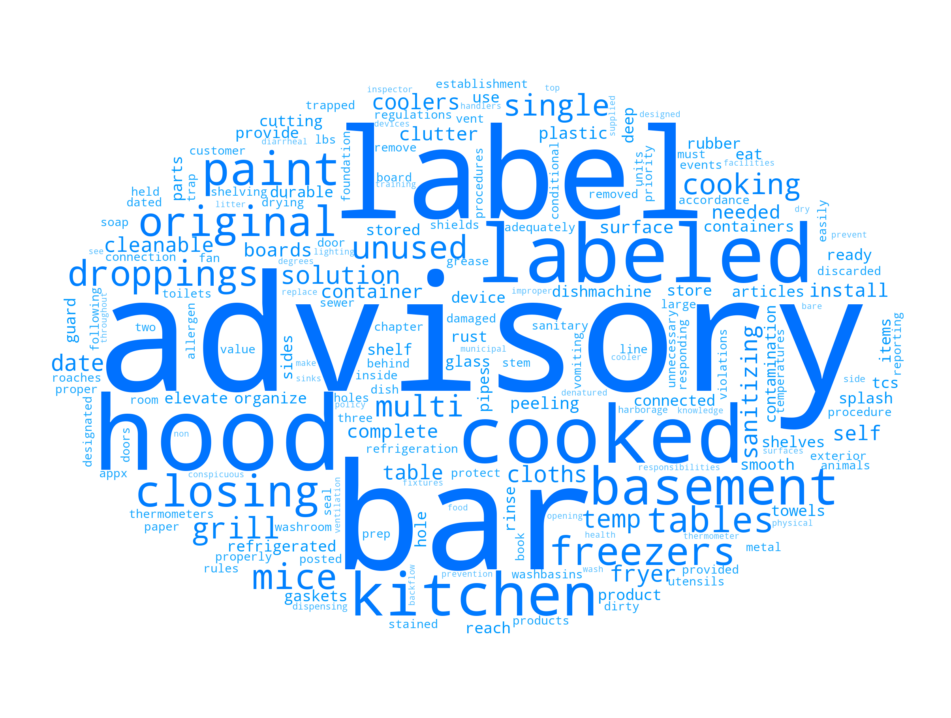 top
inspector
establishment
trapped
coolers
use
single
handlers
supplied
designed
cutting
regulations
vent
devices
deep
provide
clutter
plastic
diarrheal
lbs
label
rubber
customer
remove
must
eat
paint
foundation
procedures
conditional
units
priority
events
facilities
parts
trap
board
training
cooking
held
shelving
durable
removed
accordance
dated
litter
drying
original
needed
dry
soap
stored
shields
adequately
surface
containers
easily
cleanable
boards
door
unused
labeled
prevent
see
connection
fan
lighting
grease
ready
droppings
solution
degrees
discarded
toilets
replace
container
device
improper
dishmachine
store
large
articles
install
guard
following
throughout
sewer
damaged
bare
two
allergen
advisory
chapter
sanitary
unnecessary
responding
violations
sanitizing
contamination
temperatures
items
reporting
value
sides
rust
shelf
municipal
line
cooler
date
behind
glass
stem
vomiting
roaches
make
inside
sinks
dish
denatured
side
tcs
proper
room
elevate
organize
holes
pipes
peeling
connected
splash
policy
multi
harborage
knowledge
procedure
designated
doors
non
hood
three
complete
cooked
self
refrigeration
shelves
exterior
appx
conspicuous
table
protect
cloths
responsibilities
surfaces
smooth
animals
closing
fixtures
basement
seal
ventilation
bar
rinse
food
thermometers
hole
opening
temp
tables
towels
paper
grill
washroom
prep
health
physical
refrigerated
posted
book
freezers
thermometer
metal
properly
rules
mice
backflow
prevention
washbasins
wash
fryer
provided
utensils
gaskets
kitchen
product
dispensing
dirty
stained
reach
products